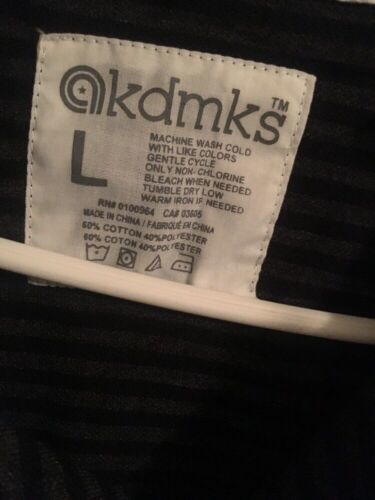 akdmks™
L
MACHINE WASH COLD
WITH LIKE COLORS
GENTLE CYCLE
ONLY NON- CHLORINE
BLEACH WHEN NEEDED
TUMBLE DRY LOW
WARM IRON IF NEEDED
RN# 0100964 CA# 03605
MADE IN CHINA / FABRIQUÉ EN CHINA
60% COTTON 40%POLYESTER
60% COTTON 40%POLYESTER